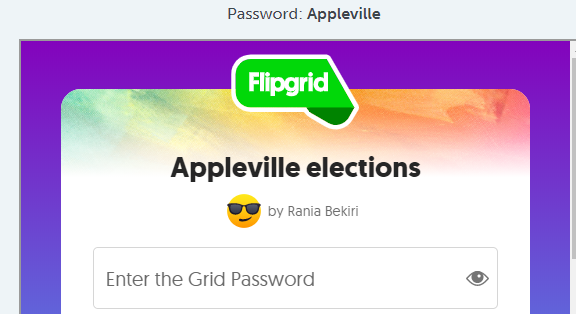 Password: Appleville
Flipgrid
Appleville elections
by Rania Bekiri
Enter the Grid Password